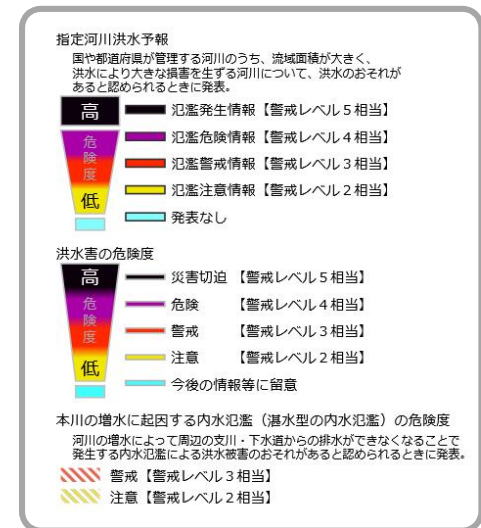 指定河川洪水予報
国や都道府県が管理する河川のうち、流域面積が大きく、
洪水により大きな損害を生ずる河川について、洪水のおそれが
あると認められるときに発表。
高
危険度
低
氾濫発生情報【警戒レベル５相当】
氾濫危険情報【警戒レベル４相当】
氾濫警戒情報【警戒レベル３相当】
氾濫注意情報【警戒レベル２相当】
発表なし
洪水害の危険度
高
危険度
低
災害切迫 【警戒レベル５相当】
危険 【警戒レベル４相当】
警戒 【警戒レベル３相当】
注意 【警戒レベル２相当】
今後の情報等に留意
本川の増水に起因する内水氾濫（湛水型の内水氾濫）の危険度
河川の増水によって周辺の支川・下水道からの排水ができなくなることで
発生する内水氾濫による洪水被害のおそれがあると認められるときに発表。
警戒【警戒レベル３相当】
注意【警戒レベル２相当】